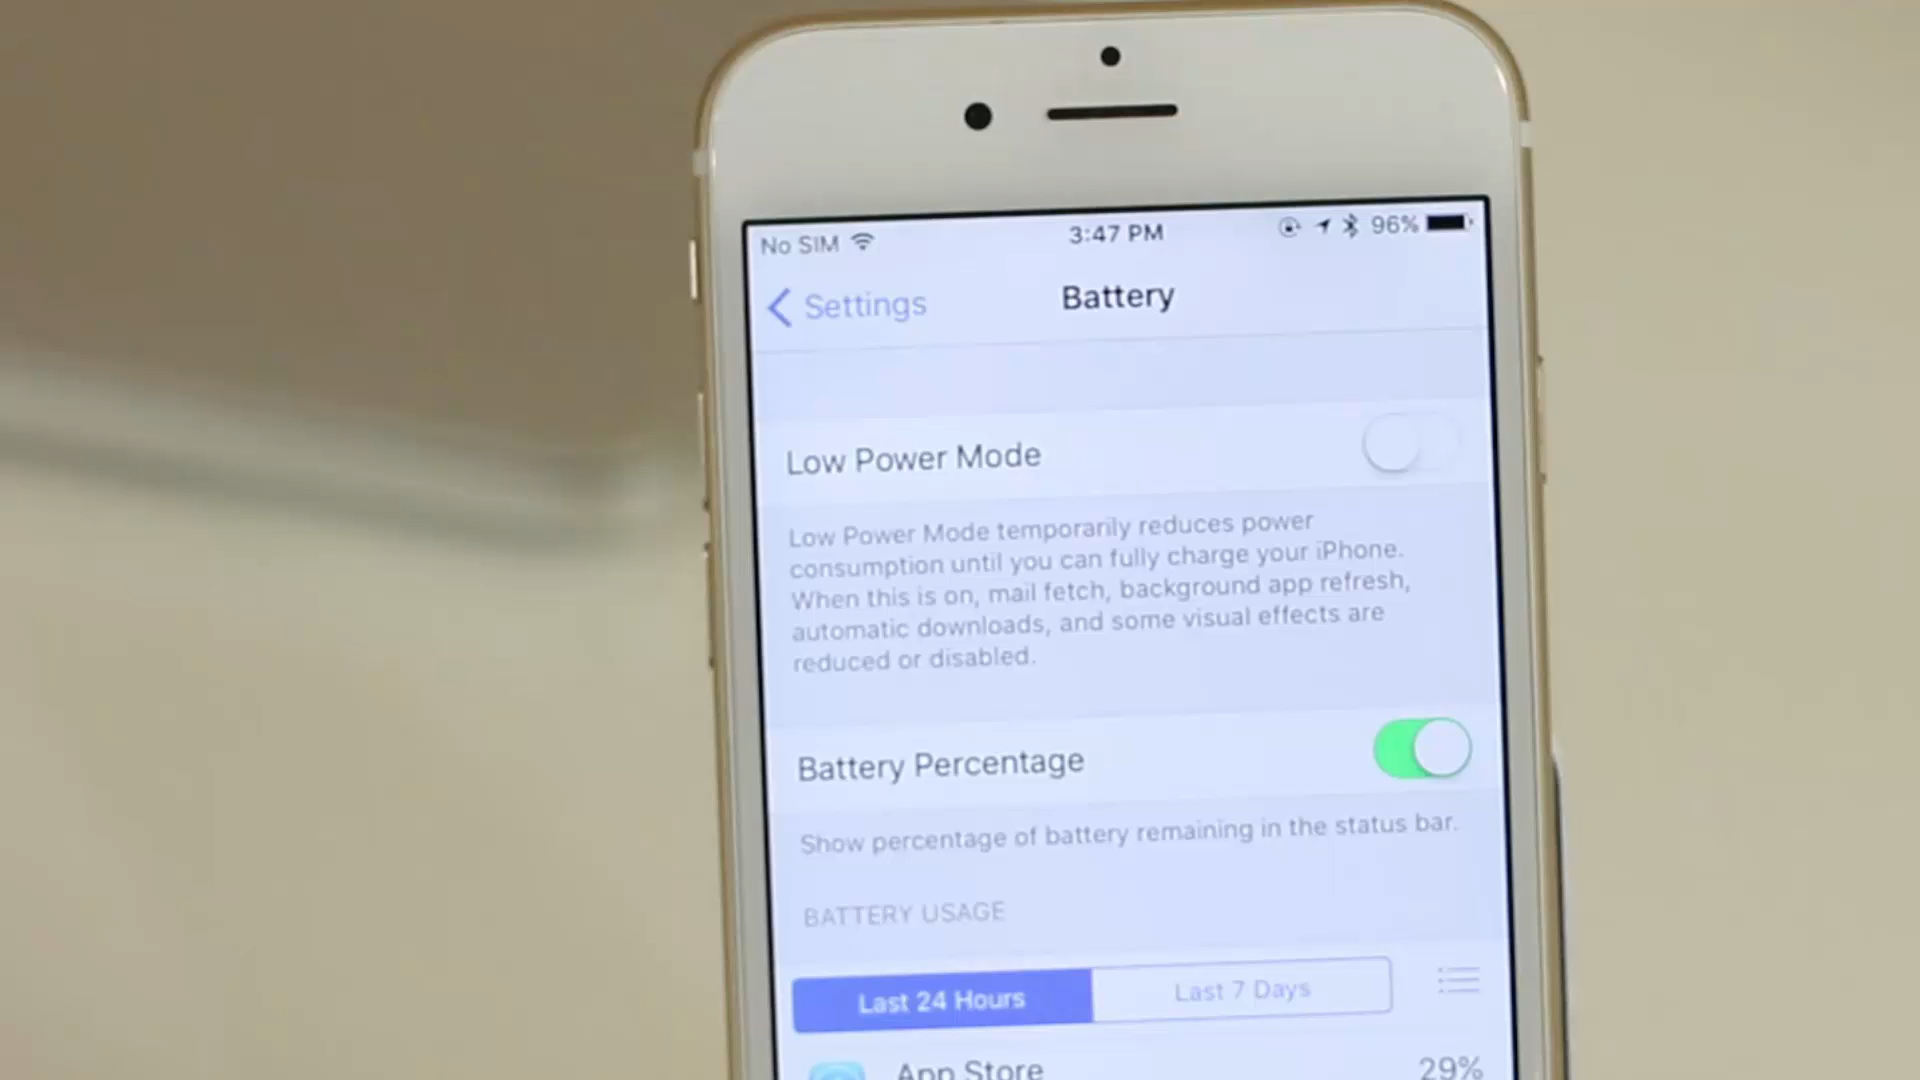 No SIM 3:47 PM 96%
Settings Battery
Low Power Mode
Low Power Mode temporarily reduces power
consumption until you can fully charge your iPhone.
When this is on, mail fetch, background app refresh,
automatic downloads, and some visual effects are
reduced or disabled.
Battery Percentage
Show percentage of battery remaining in the status bar.
BATTERY USAGE
Last 24 Hours Last 7 Days
App Store 29%